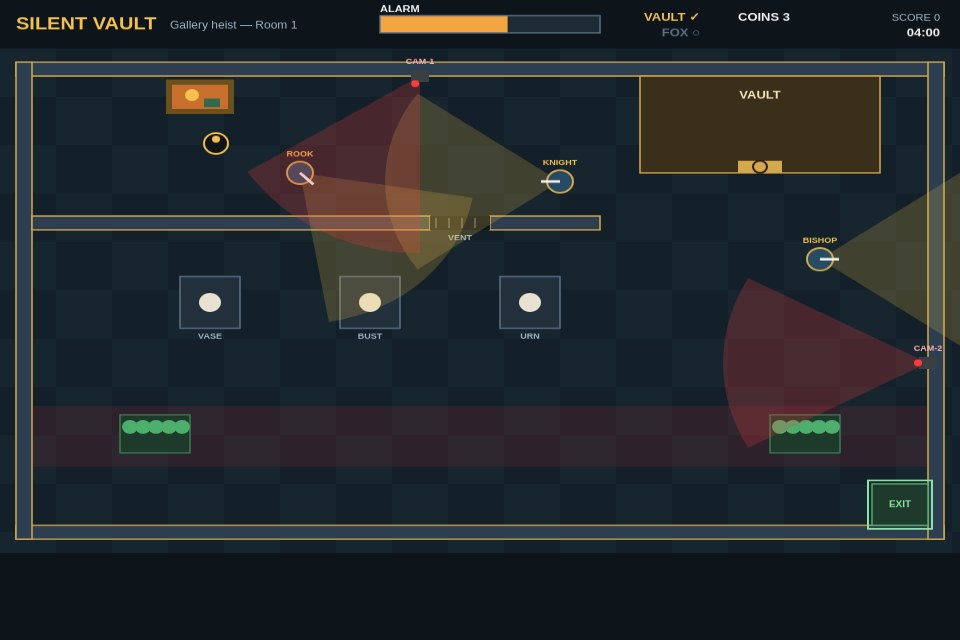 SILENT VAULT
Gallery heist — Room 1
ALARM
VAULT ✓
FOX ○
COINS 3
SCORE 0
04:00
CAM-1
VAULT
ROOK
KNIGHT
VENT
BISHOP
VASE
BUST
URN
CAM-2
EXIT